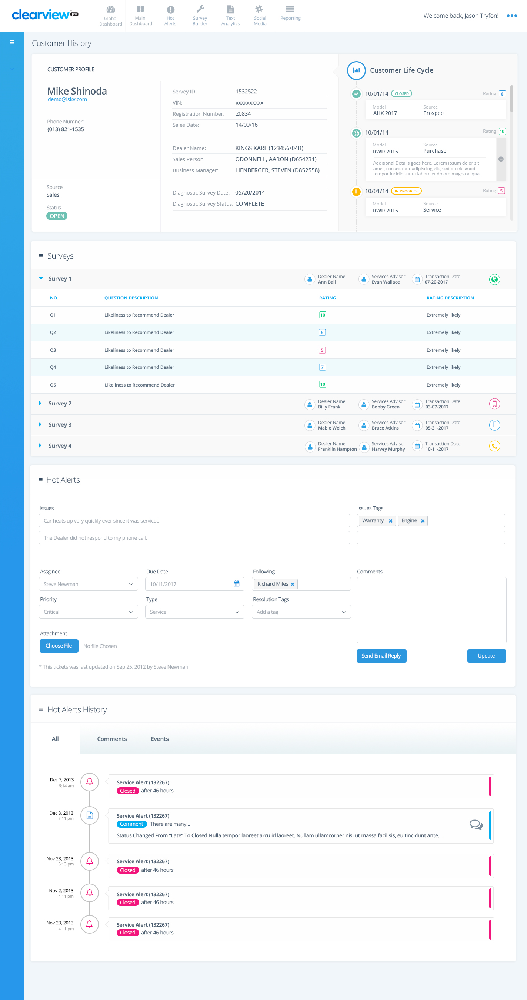 clearview pro
Global Dashboard
Main Dashboard
Hot Alerts
Survey Builder
Text Analytics
Social Media
Reporting
Welcome back, Jason Tryfon!
Customer History
CUSTOMER PROFILE
Mike Shinoda
demo@isky.com
Phone Numner:
(013) 821-1535
Source
Sales
Status
OPEN
Servey ID: 1532522
VIN: xxxxxxxxxx
Registration Number: 20834
Sales Date: 14/09/16
Dealer Name: KINGS KARL (123456/04B)
Sales Person: ODONNELL, AARON (D654231)
Business Manager: LIENBERGER, STEVEN (D852558)
Diagnostic Survey Date: 05/20/2014
Diagnostic Survey Status: COMPLETE
Customer Life Cycle
10/01/14 CLOSED Rating 8
Model Source
AHX 2017 Prospect
10/01/14 Rating 10
Model Source
RWD 2015 Purchase
Additional Details goes here. Lorem ipsum dolor sit
amet, consectetur adipiscing elit, sed do eiusmod
tempor incididunt ut labore et dolore magna aliqua.
10/01/14 IN PROGRESS Rating 5
Model Source
RWD 2015 Service
Surveys
Survey 1
Dealer Name Services Advisor Transaction Date
Ann Ball Evan Wallace 07-20-2017
NO. QUESTION DESCRIPTION RATING RATING DESCRIPTION
Q1 Likeliness to Recommend Dealer 10 Extremely likely
Q2 Likeliness to Recommend Dealer 8 Extremely likely
Q3 Likeliness to Recommend Dealer 5 Extremely likely
Q4 Likeliness to Recommend Dealer 7 Extremely likely
Q5 Likeliness to Recommend Dealer 10 Extremely likely
Survey 2
Dealer Name Services Advisor Transaction Date
Billy Frank Bobby Green 03-07-2017
Survey 3
Dealer Name Services Advisor Transaction Date
Mable Welch Bruce Atkins 05-31-2017
Survey 4
Dealer Name Services Advisor Transaction Date
Franklin Hampton Harvey Murphy 10-11-2017
Hot Alerts
Issues Issues Tags
Car heats up very quickly ever since it was serviced Warranty Engine
The Dealer did not respond to my phone call.
Assginee Due Date Following Comments
Steve Newman 10/11/2017 Richard Miles
Priority Type Resolution Tags
Critical Service Add a tag
Attachment
Choose File No file Chosen
Send Email Reply Update
* This tickets was last updated on Sep 25, 2012 by Steve Newman
Hot Alerts History
All Comments Events
Dec 7, 2013
6:14 am
Service Alert (132267)
Closed after 46 hours
Dec 3, 2013
7:11 pm
Service Alert (132267)
Comment There are many...
Status Changed From “Late“ To Closed Nulla tempor laoreet arcu id laoreet. Nullam ullamcorper nisi ut massa facilisis, eu tincidunt ante...
Nov 23, 2013
5:13 pm
Service Alert (132267)
Closed after 46 hours
Nov 2, 2013
4:11 pm
Service Alert (132267)
Closed after 46 hours
Nov 23, 2013
4:11 pm
Service Alert (132267)
Closed after 46 hours